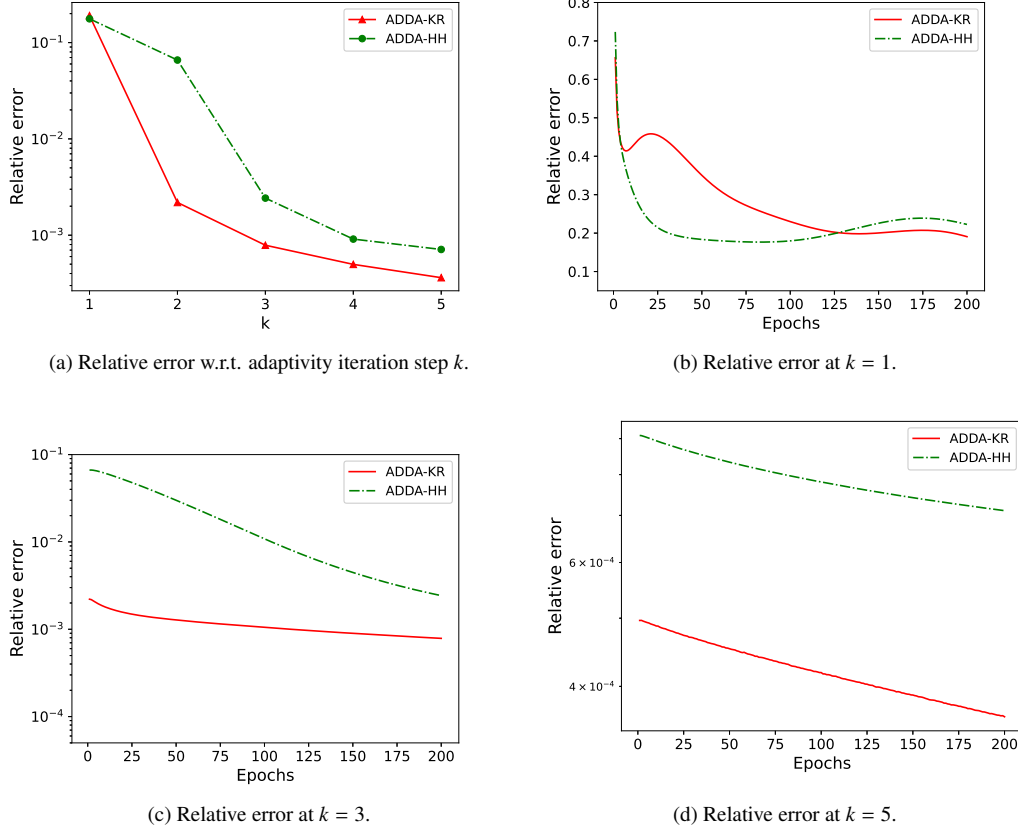 ADDA-KR
ADDA-HH
10⁻¹
10⁻²
10⁻³
Relative error
1 2 3 4 5
k
(a) Relative error w.r.t. adaptivity iteration step k.
ADDA-KR
ADDA-HH
0.8
0.7
0.6
0.5
0.4
0.3
0.2
0.1
Relative error
0 25 50 75 100 125 150 175 200
Epochs
(b) Relative error at k = 1.
ADDA-KR
ADDA-HH
10⁻¹
10⁻²
10⁻³
10⁻⁴
Relative error
0 25 50 75 100 125 150 175 200
Epochs
(c) Relative error at k = 3.
ADDA-KR
ADDA-HH
6 × 10⁻⁴
4 × 10⁻⁴
Relative error
0 25 50 75 100 125 150 175 200
Epochs
(d) Relative error at k = 5.